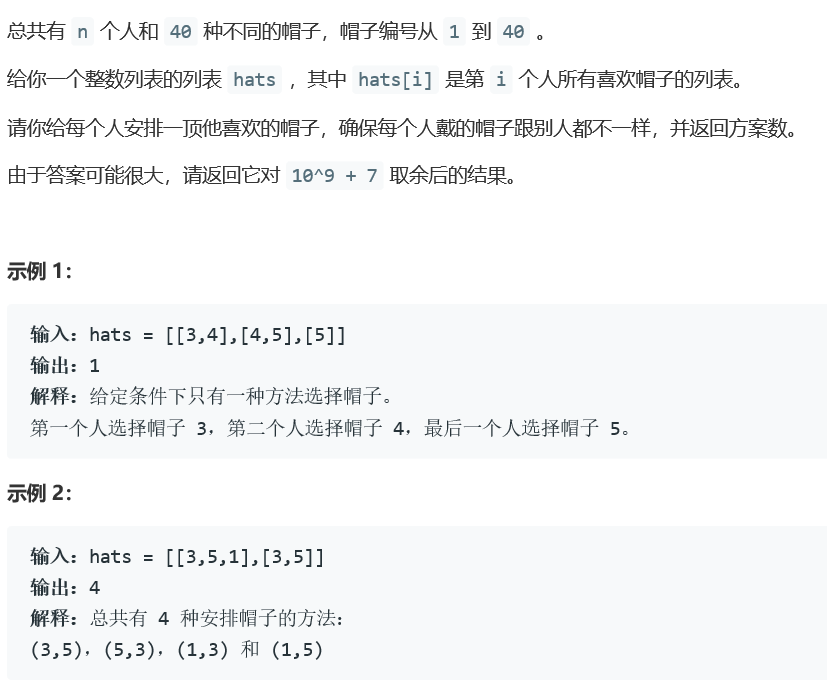 总共有 n 个人和 40 种不同的帽子，帽子编号从 1 到 40 。
给你一个整数列表的列表 hats ，其中 hats[i] 是第 i 个人所有喜欢帽子的列表。
请你给每个人安排一顶他喜欢的帽子，确保每个人戴的帽子跟别人都不一样，并返回方案数。
由于答案可能很大，请返回它对 10^9 + 7 取余后的结果。
示例 1：
输入：hats = [[3,4],[4,5],[5]]
输出：1
解释：给定条件下只有一种方法选择帽子。
第一个人选择帽子 3，第二个人选择帽子 4，最后一个人选择帽子 5。
示例 2：
输入：hats = [[3,5,1],[3,5]]
输出：4
解释：总共有 4 种安排帽子的方法：
(3,5)，(5,3)，(1,3) 和 (1,5)